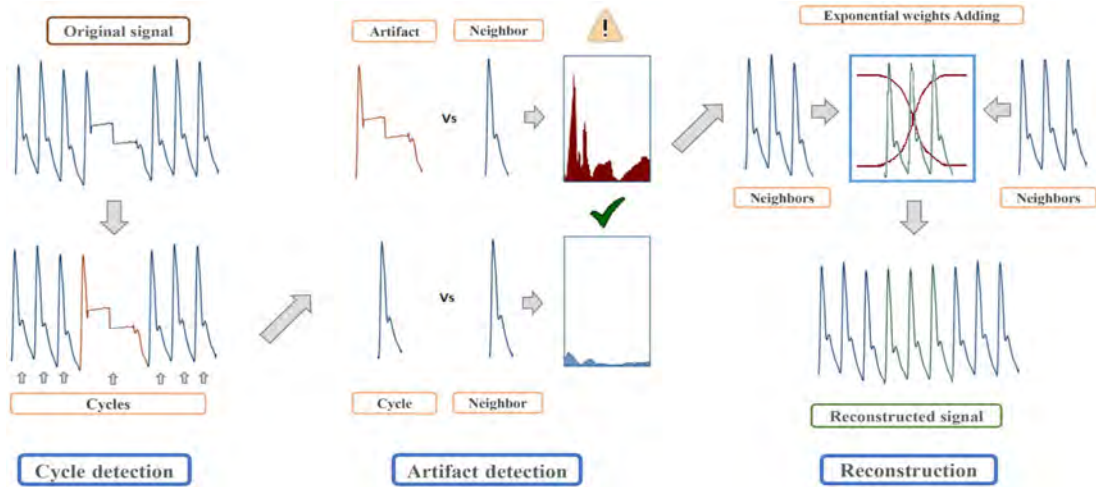 Original signal
Cycles
Cycle detection
Artifact
Neighbor
!
Vs
Vs
Cycle
Neighbor
Artifact detection
Exponential weights Adding
Neighbors
Neighbors
Reconstructed signal
Reconstruction